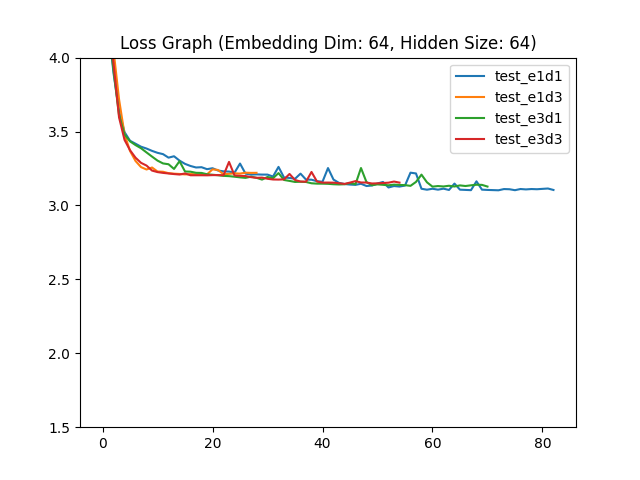 Loss Graph (Embedding Dim: 64, Hidden Size: 64)
4.0
3.5
3.0
2.5
2.0
1.5
0 20 40 60 80
test_e1d1
test_e1d3
test_e3d1
test_e3d3